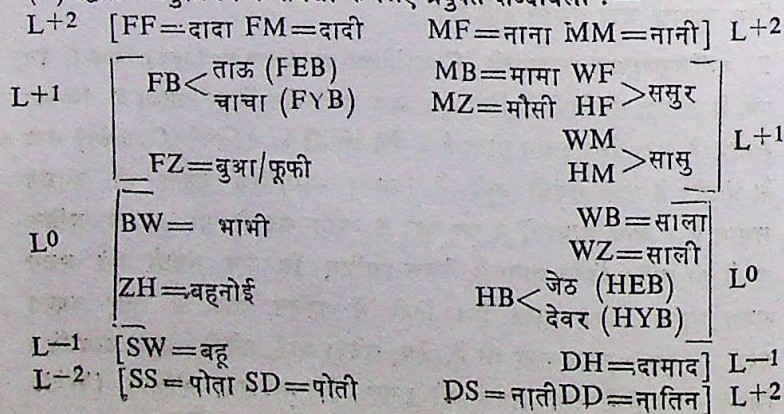 L+2 [FF=दादा FM=दादी MF=नाना MM=नानी] L+2
L+1 FB< ताऊ (FEB) चाचा (FYB) MB=मामा WF
MZ=मौसी HF >ससुर
WM L+1
FZ=बुआ/फूफी HM >सासु
BW= भाभी WB=साला
L0 WZ=साली L0
ZH=बहनोई HB< जेठ (HEB)
देवर (HYB)
L—1 [SW=बहू DH=दामाद] L—1
L—2 [SS=पोता SD=पोती DS=नाती DD=नातिन] L+2